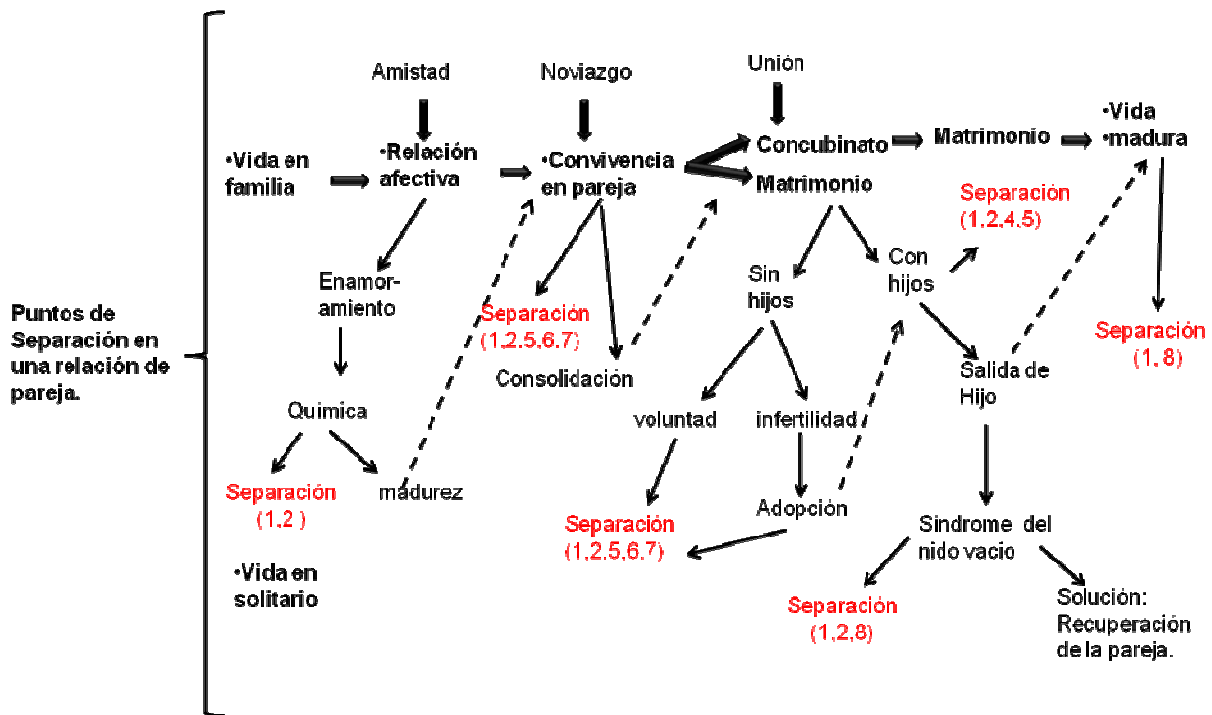 Puntos de
Separación en
una relación de
pareja.
Amistad
Noviazgo
Unión
•Vida en
familia
•Relación
afectiva
•Convivencia
en pareja
Concubinato
Matrimonio
Matrimonio
•Vida
•madura
Enamor-
amiento
Separación
(1,2.5,6.7)
Consolidación
Sin
hijos
Con
hijos
Separación
(1,2,4,5)
Separación
(1, 8)
Quimica
Separación
(1,2 )
madurez
voluntad
infertilidad
Salida de
Hijo
Separación
(1,2.5,6.7)
Adopción
Síndrome del
nido vacio
•Vida en
solitario
Separación
(1,2,8)
Solución:
Recuperación
de la pareja.